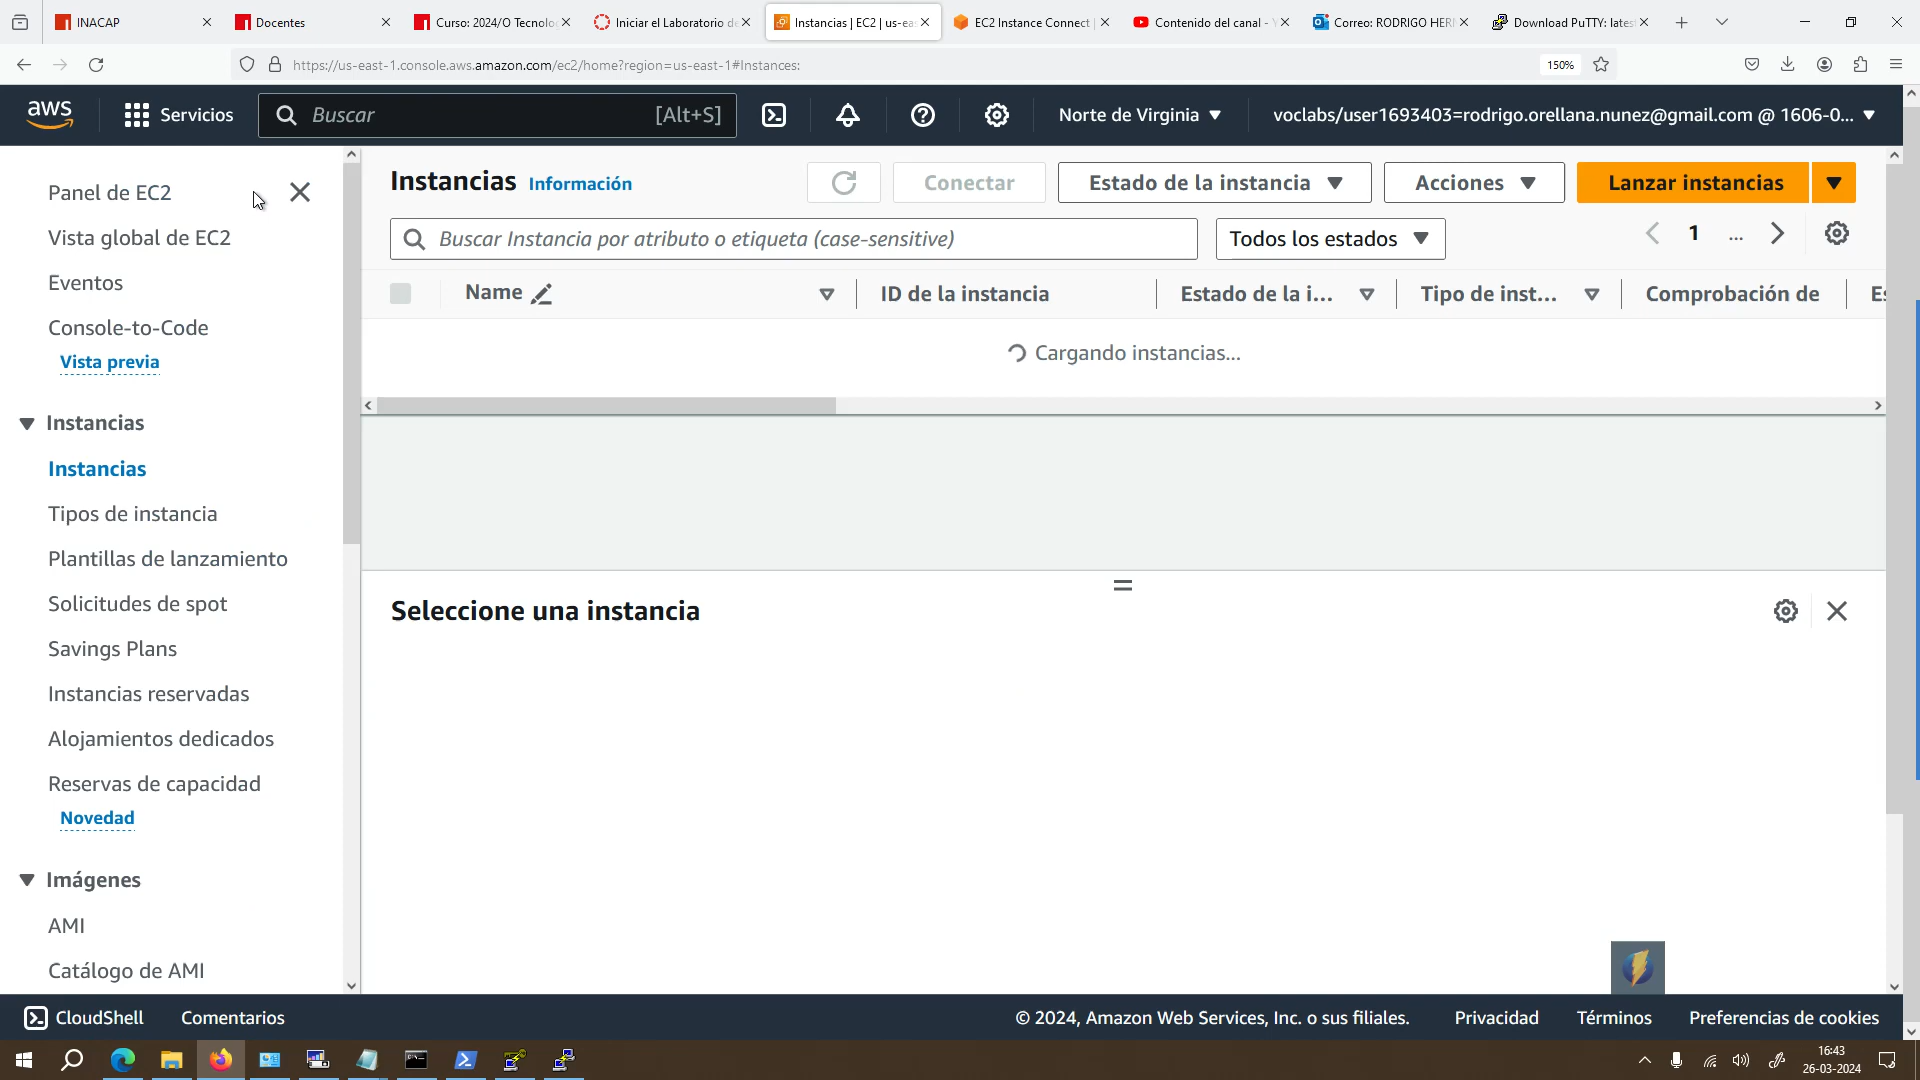 INACAP
Docentes
Curso: 2024/O Tecnolo
Iniciar el Laboratorio d
Instancias | EC2 | us-ea
EC2 Instance Connect
Contenido del canal - Y
Correo: RODRIGO HER
Download PuTTY: lates
https://us-east-1.console.aws.amazon.com/ec2/home?region=us-east-1#Instances:
150%
aws
Servicios
Buscar
[Alt+S]
Norte de Virginia
voclabs/user1693403=rodrigo.orellana.nunez@gmail.com @ 1606-0...
Panel de EC2
Vista global de EC2
Eventos
Console-to-Code
Vista previa
Instancias
Instancias
Tipos de instancia
Plantillas de lanzamiento
Solicitudes de spot
Savings Plans
Instancias reservadas
Alojamientos dedicados
Reservas de capacidad
Novedad
Imágenes
AMI
Catálogo de AMI
Instancias Información
Conectar
Estado de la instancia
Acciones
Lanzar instancias
Buscar Instancia por atributo o etiqueta (case-sensitive)
Todos los estados
1
...
Name
ID de la instancia
Estado de la i...
Tipo de inst...
Comprobación de
Es
Cargando instancias...
Seleccione una instancia
CloudShell
Comentarios
© 2024, Amazon Web Services, Inc. o sus filiales.
Privacidad
Términos
Preferencias de cookies
16:43
26-03-2024